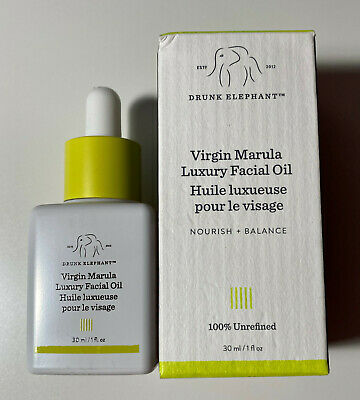 DRUNK ELEPHANT™
Virgin Marula
Luxury Facial Oil
Huile luxueuse
pour le visage
30 ml / 1 fl oz
ESTD 2012
DRUNK ELEPHANT™
Virgin Marula
Luxury Facial Oil
Huile luxueuse
pour le visage
NOURISH + BALANCE
100% Unrefined
30 ml / 1 fl oz